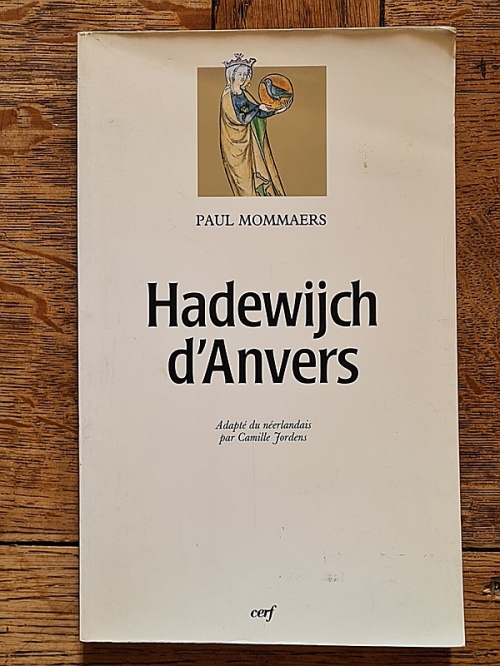 PAUL MOMMAERS
Hadewijch
d'Anvers
Adapté du néerlandais
par Camille Jordens
cerf